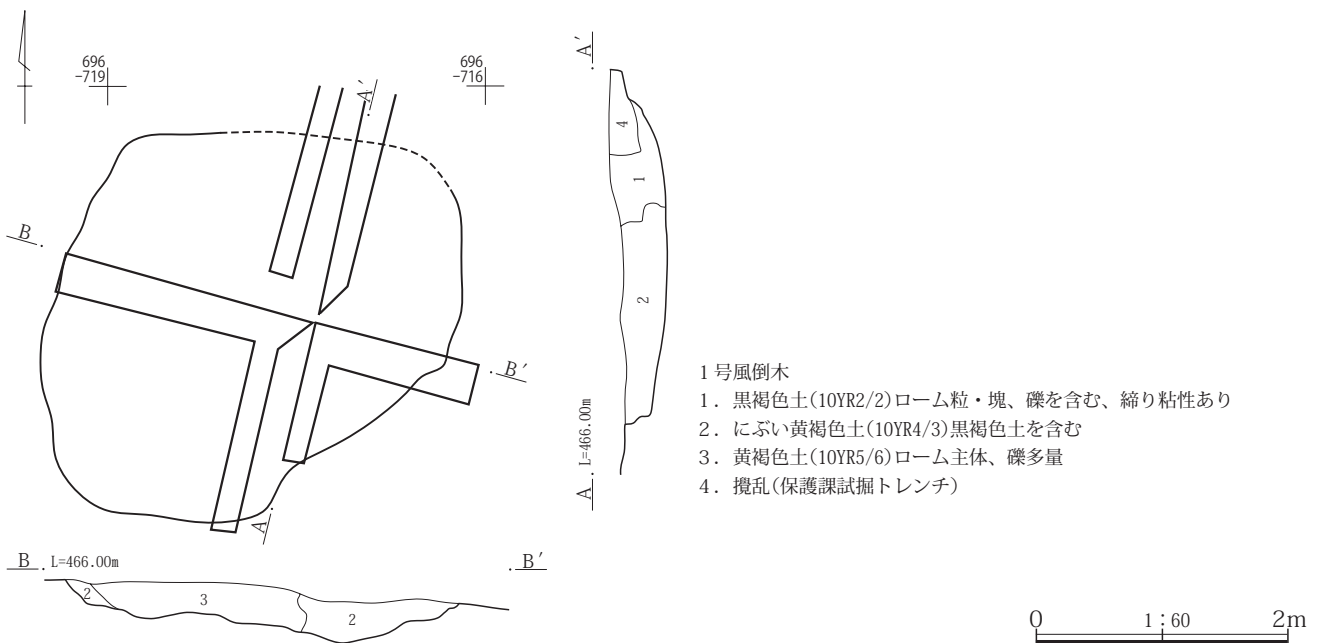 696
-719
696
-716
A′
A′
4
1
2
B
B′
A
A L=466.00m
B L=466.00m
B′
2
3
2
1号風倒木
1．黒褐色土(10YR2/2)ローム粒・塊、礫を含む、締り粘性あり
2．にぶい黄褐色土(10YR4/3)黒褐色土を含む
3．黄褐色土(10YR5/6)ローム主体、礫多量
4．攪乱(保護課試掘トレンチ)
0 1:60 2m